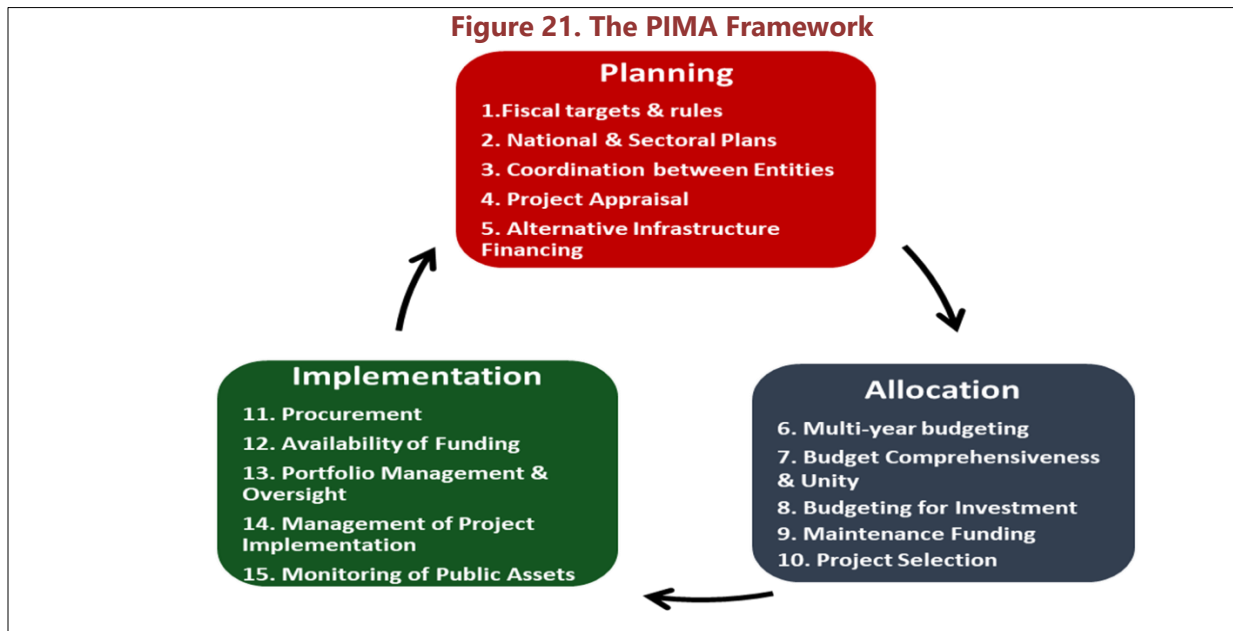 Figure 21. The PIMA Framework
Planning
1.Fiscal targets & rules
2. National & Sectoral Plans
3. Coordination between Entities
4. Project Appraisal
5. Alternative Infrastructure
Financing
Implementation
11. Procurement
12. Availability of Funding
13. Portfolio Management &
Oversight
14. Management of Project
Implementation
15. Monitoring of Public Assets
Allocation
6. Multi-year budgeting
7. Budget Comprehensiveness
& Unity
8. Budgeting for Investment
9. Maintenance Funding
10. Project Selection